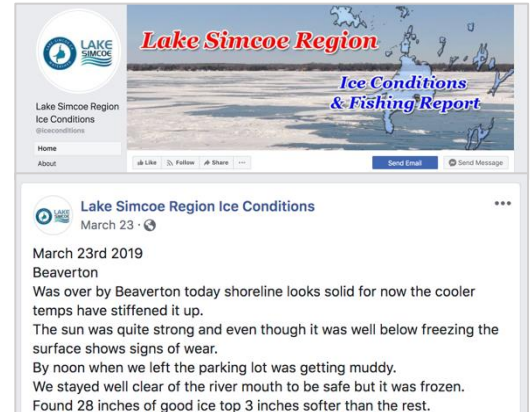 LAKE
SIMCOE
Lake Simcoe Region
Ice Conditions
& Fishing Report
Lake Simcoe Region
Ice Conditions
@iceconditions
Home
About
Like Follow Share ...
Send Email
Send Message
LAKE
SIMCOE
Lake Simcoe Region Ice Conditions
March 23 ·
March 23rd 2019
Beaverton
Was over by Beaverton today shoreline looks solid for now the cooler
temps have stiffened it up.
The sun was quite strong and even though it was well below freezing the
surface shows signs of wear.
By noon when we left the parking lot was getting muddy.
We stayed well clear of the river mouth to be safe but it was frozen.
Found 28 inches of good ice top 3 inches softer than the rest.